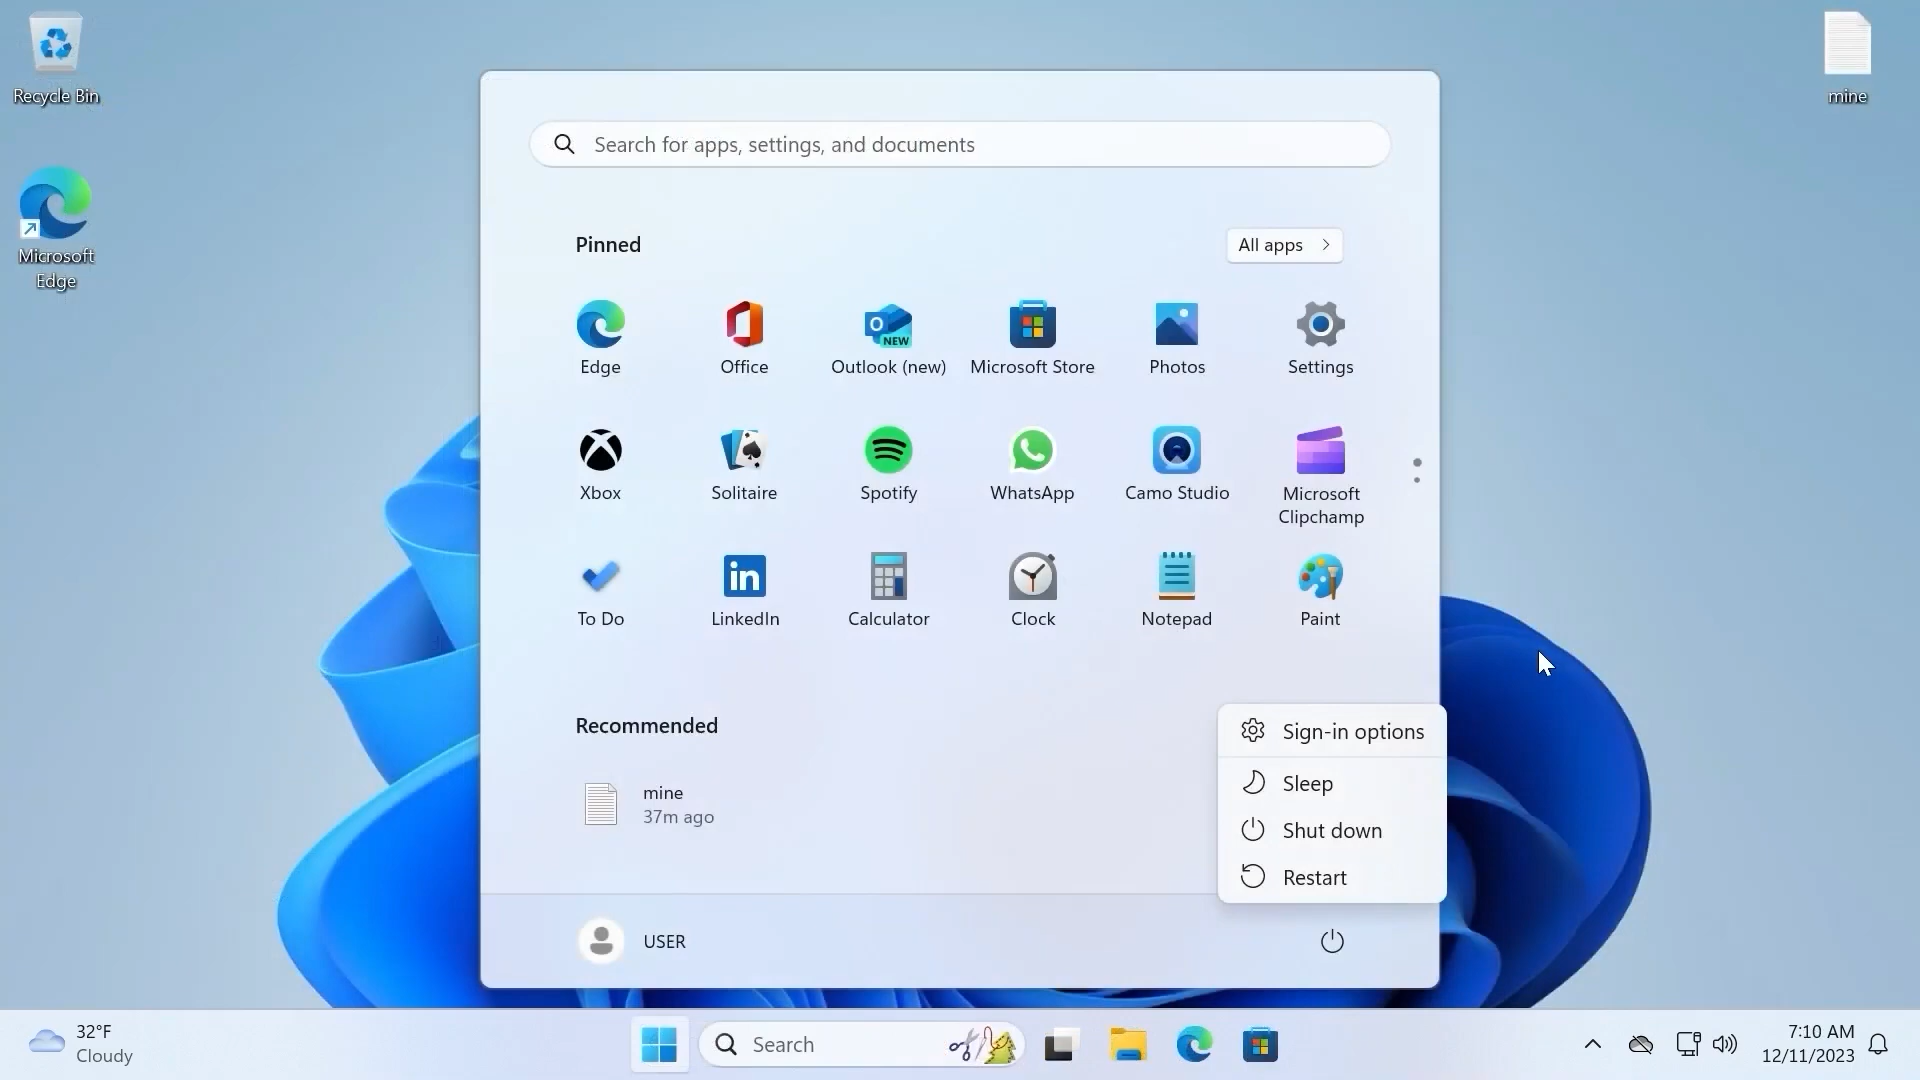 Recycle Bin
mine
Microsoft
Edge
Search for apps, settings, and documents
Pinned
All apps
NEW
Edge
Office
Outlook (new)
Microsoft Store
Photos
Settings
Xbox
Solitaire
Spotify
WhatsApp
Camo Studio
Microsoft
Clipchamp
in
To Do
LinkedIn
Calculator
Clock
Notepad
Paint
Recommended
mine
37m ago
Sign-in options
Sleep
Shut down
Restart
USER
32°F
Cloudy
Search
7:10 AM
12/11/2023